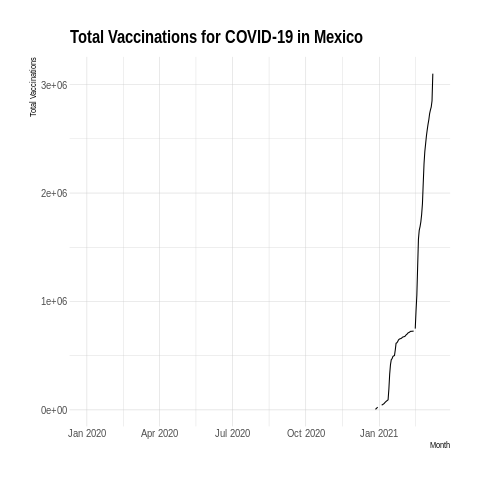 Total Vaccinations for COVID-19 in Mexico
Total Vaccinations
3e+06
2e+06
1e+06
0e+00
Jan 2020 Apr 2020 Jul 2020 Oct 2020 Jan 2021
Month